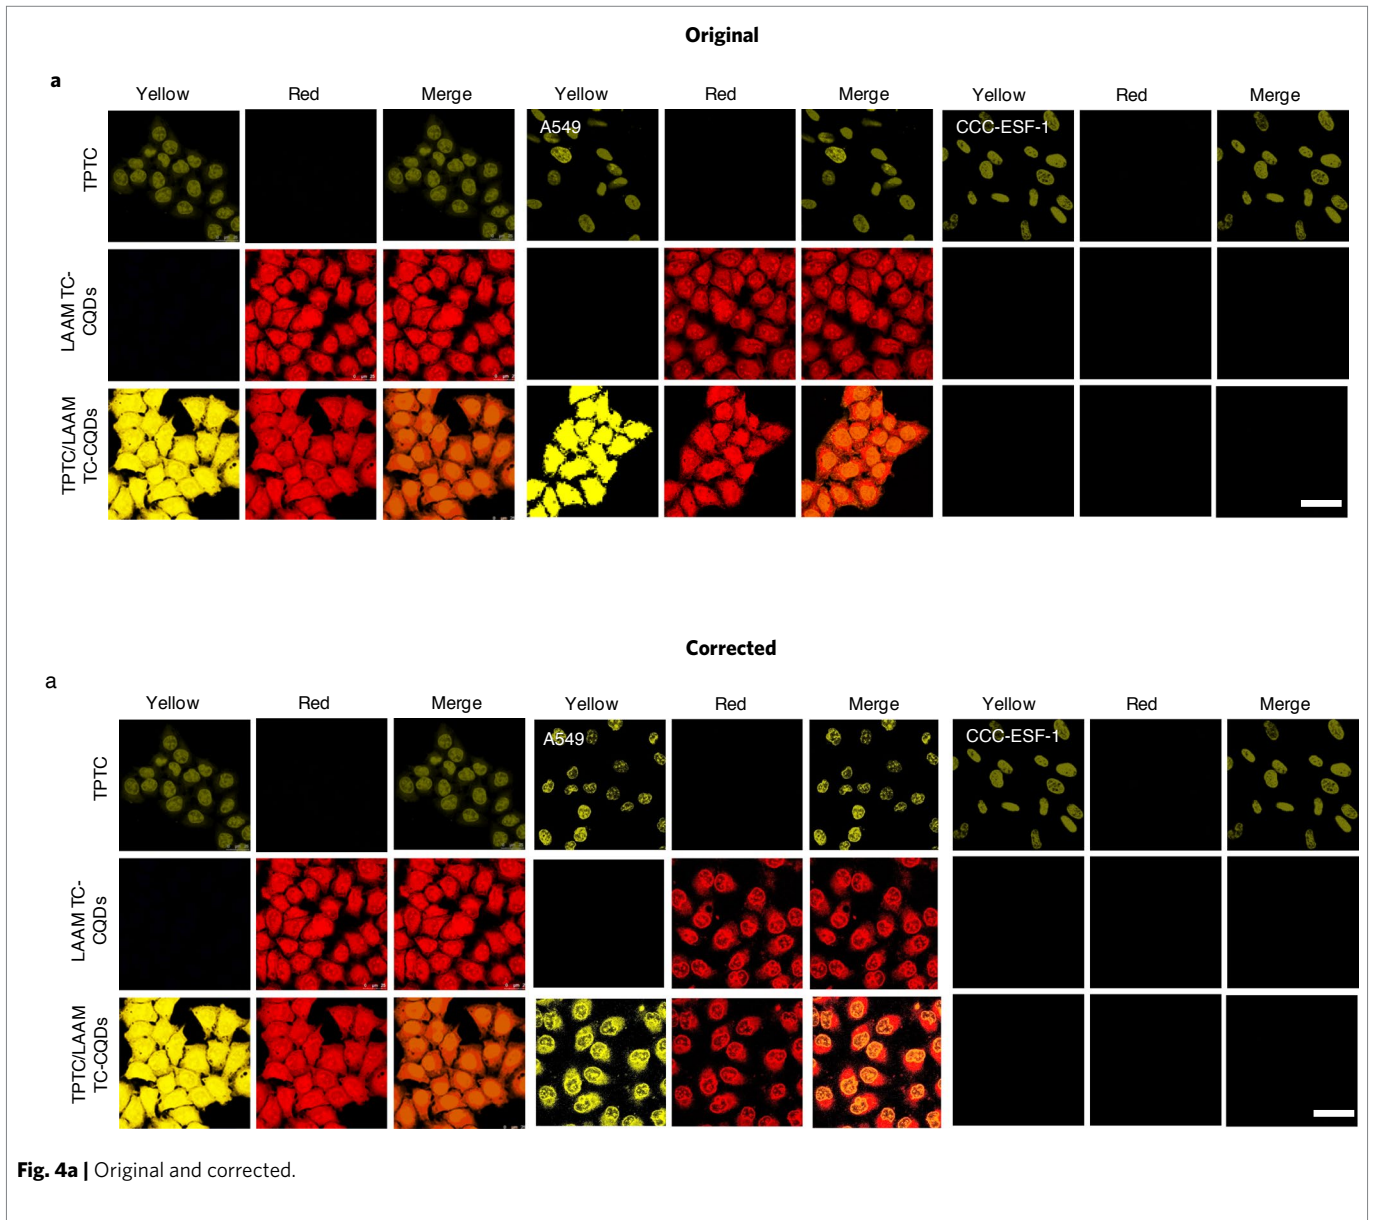 Original
a
Yellow Red Merge Yellow Red Merge Yellow Red Merge
TPTC
A549
CCC-ESF-1
LAAM TC-
CQDs
TPTC/LAAM
TC-CQDs
Corrected
a
Yellow Red Merge Yellow Red Merge Yellow Red Merge
TPTC
A549
CCC-ESF-1
LAAM TC-
CQDs
TPTC/LAAM
TC-CQDs
Fig. 4a | Original and corrected.